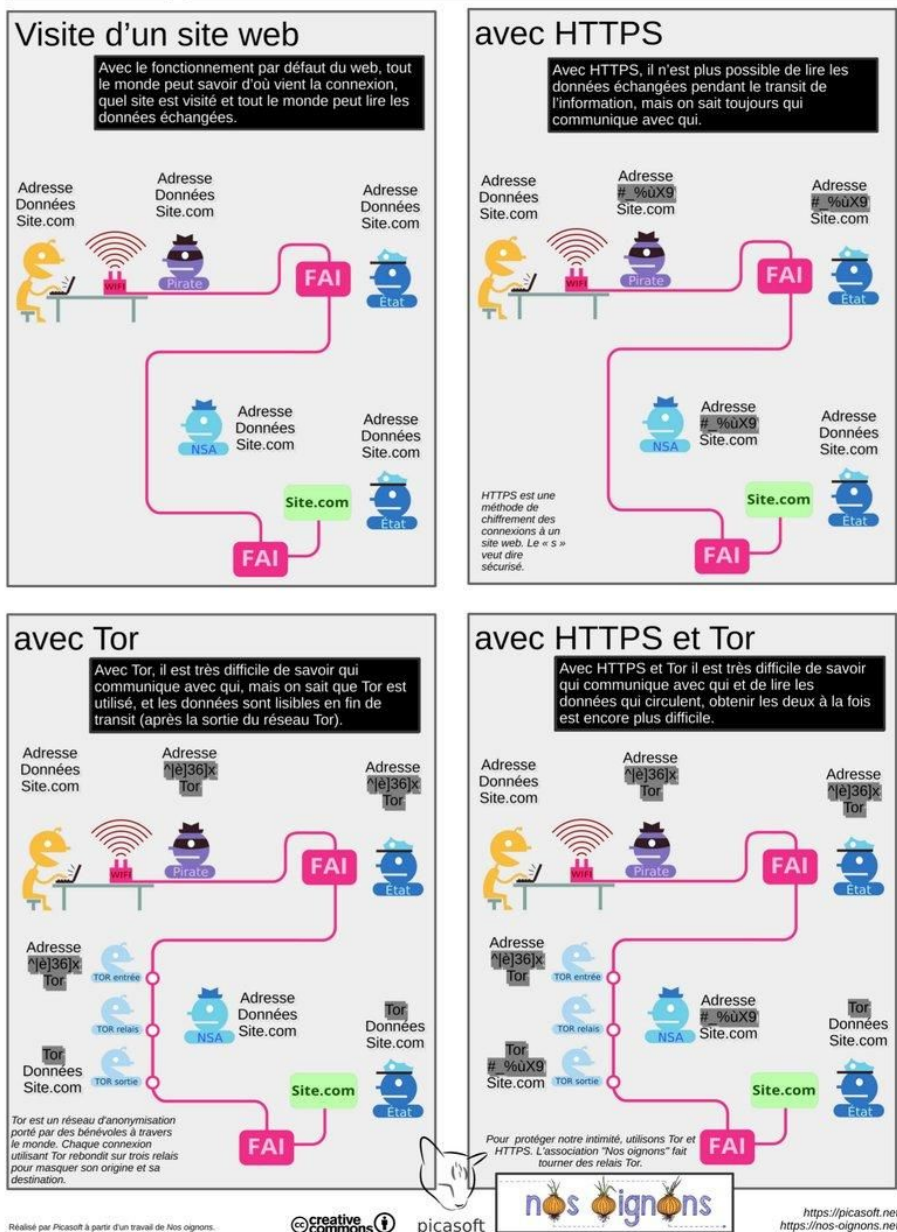 Visite d'un site web
Avec le fonctionnement par défaut du web, tout
le monde peut savoir d'où vient la connexion,
quel site est visité et tout le monde peut lire les
données échangées.
Adresse
Données
Site.com
Adresse
Données
Site.com
Adresse
Données
Site.com
WIFI
Pirate
FAI
État
NSA
Adresse
Données
Site.com
Adresse
Données
Site.com
Site.com
État
FAI
avec HTTPS
Avec HTTPS, il n'est plus possible de lire les
données échangées pendant le transit de
l'information, mais on sait toujours qui
communique avec qui.
Adresse
Données
Site.com
Adresse
#_%ùX9
Site.com
Adresse
#_%ùX9
Site.com
WIFI
Pirate
FAI
État
NSA
Adresse
#_%ùX9
Site.com
Adresse
Données
Site.com
HTTPS est une
méthode de
chiffrement des
connexions à un
site web. Le « s »
veut dire
sécurisé.
Site.com
État
FAI
avec Tor
Avec Tor, il est très difficile de savoir qui
communique avec qui, mais on sait que Tor est
utilisé, et les données sont lisibles en fin de
transit (après la sortie du réseau Tor).
Adresse
Données
Site.com
Adresse
^|è]36]x
Tor
Adresse
^|è]36]x
Tor
WIFI
Pirate
FAI
État
Adresse
^|è]36]x
Tor
TOR entrée
TOR relais
TOR sortie
NSA
Adresse
Données
Site.com
Tor
Données
Site.com
Tor
Données
Site.com
Site.com
État
FAI
Tor est un réseau d'anonymisation
porté par des bénévoles à travers
le monde. Chaque connexion
utilisant Tor rebondit sur trois relais
pour masquer son origine et sa
destination.
avec HTTPS et Tor
Avec HTTPS et Tor il est très difficile de savoir
qui communique avec qui et de lire les
données qui circulent, obtenir les deux à la fois
est encore plus difficile.
Adresse
Données
Site.com
Adresse
^|è]36]x
Tor
Adresse
^|è]36]x
Tor
WIFI
Pirate
FAI
État
Adresse
^|è]36]x
Tor
TOR entrée
TOR relais
TOR sortie
NSA
Adresse
#_%ùX9
Site.com
Tor
Données
Site.com
Tor
#_%ùX9
Site.com
Site.com
État
FAI
Pour protéger notre intimité, utilisons Tor et
HTTPS. L'association "Nos oignons" fait
tourner des relais Tor.
Réalisé par Picasoft à partir d'un travail de Nos oignons.
creative commons
picasoft
nos oignons
https://picasoft.net
https://nos-oignons.net